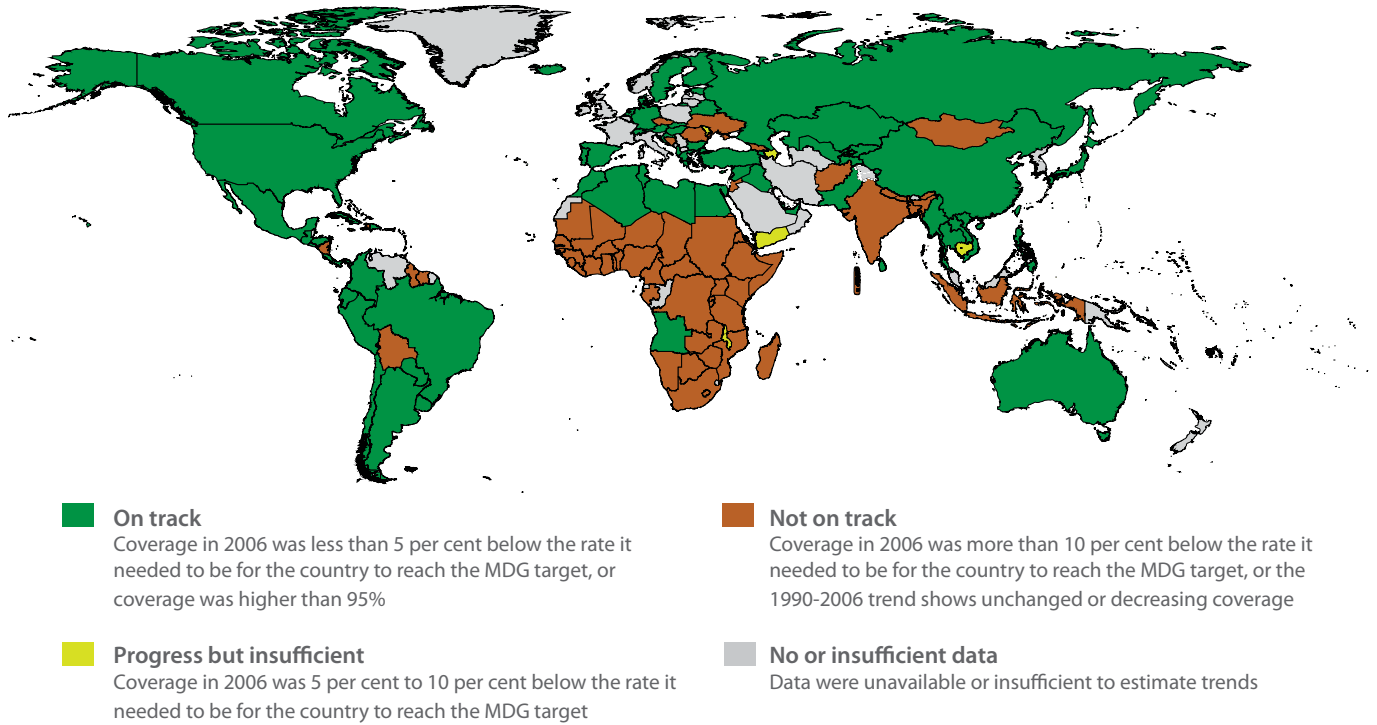 On track
Coverage in 2006 was less than 5 per cent below the rate it
needed to be for the country to reach the MDG target, or
coverage was higher than 95%
Progress but insufficient
Coverage in 2006 was 5 per cent to 10 per cent below the rate it
needed to be for the country to reach the MDG target
Not on track
Coverage in 2006 was more than 10 per cent below the rate it
needed to be for the country to reach the MDG target, or the
1990-2006 trend shows unchanged or decreasing coverage
No or insufficient data
Data were unavailable or insufficient to estimate trends